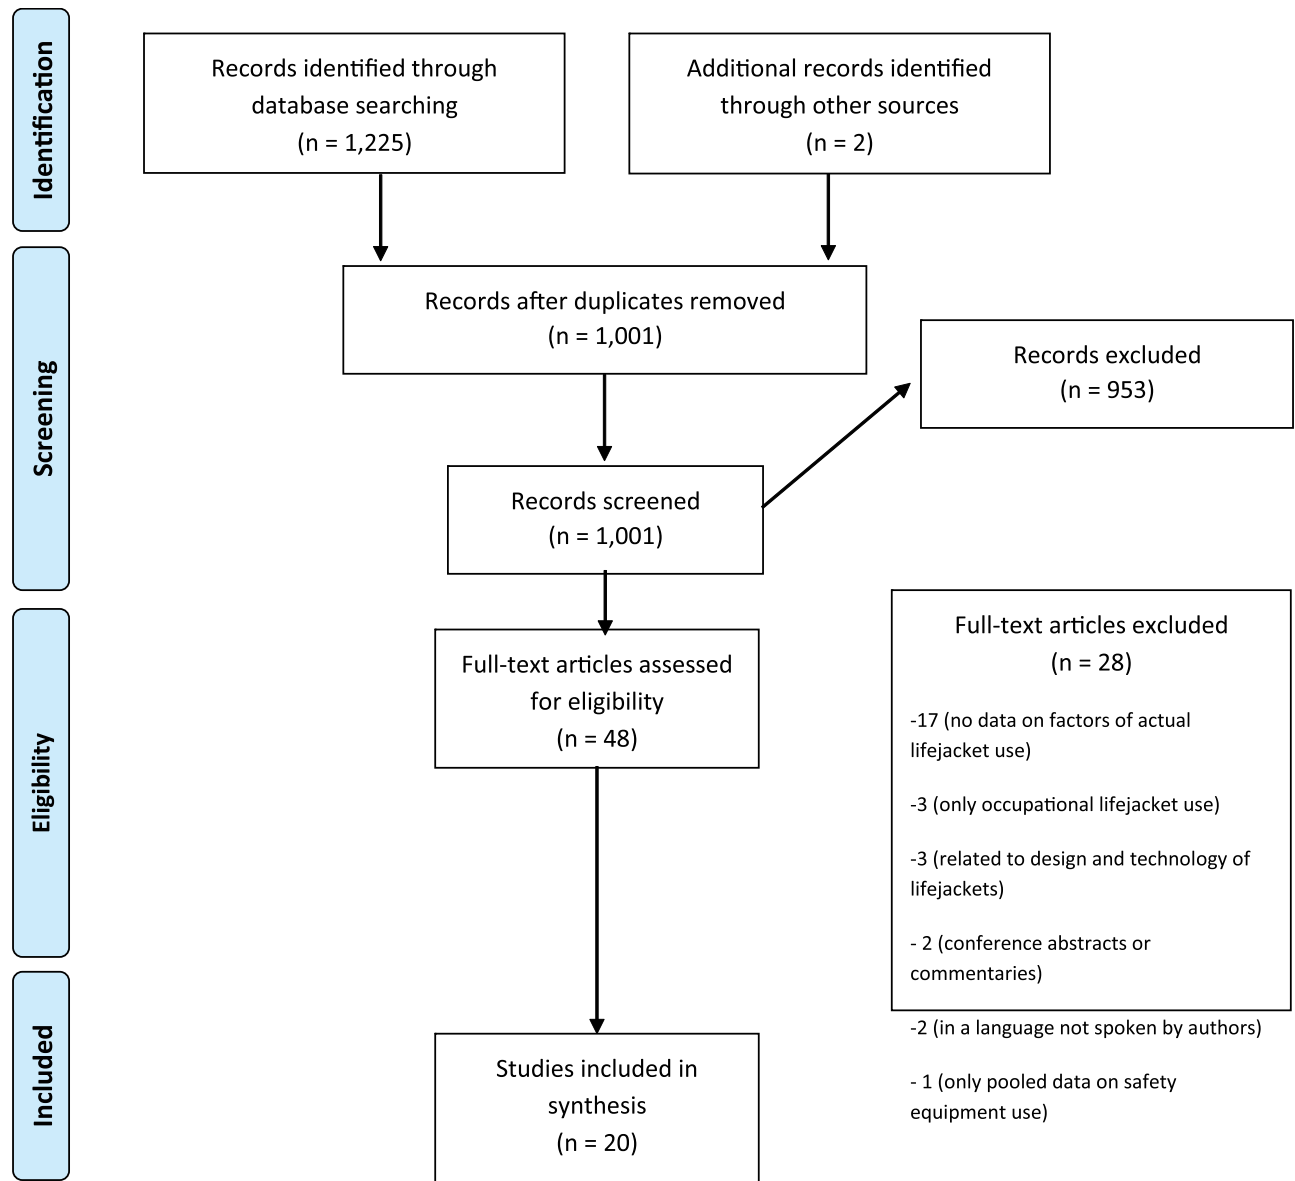 Identification
Records identified through
database searching
(n = 1,225)
Additional records identified
through other sources
(n = 2)
Screening
Records after duplicates removed
(n = 1,001)
Records excluded
(n = 953)
Records screened
(n = 1,001)
Eligibility
Full-text articles assessed
for eligibility
(n = 48)
Full-text articles excluded
(n = 28)
-17 (no data on factors of actual
lifejacket use)
-3 (only occupational lifejacket use)
-3 (related to design and technology of
lifejackets)
- 2 (conference abstracts or
commentaries)
-2 (in a language not spoken by authors)
- 1 (only pooled data on safety
equipment use)
Included
Studies included in
synthesis
(n = 20)